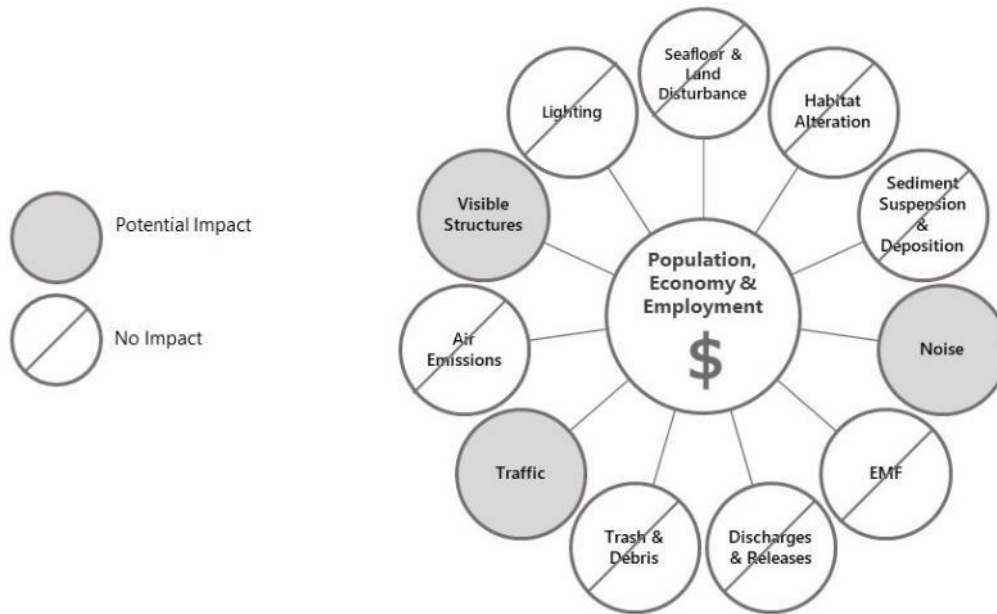 Potential Impact
No Impact
Population,
Economy &
Employment
$
Seafloor &
Land
Disturbance
Habitat
Alteration
Sediment
Suspension
&
Deposition
Noise
EMF
Discharges
& Releases
Trash &
Debris
Traffic
Air
Emissions
Visible
Structures
Lighting